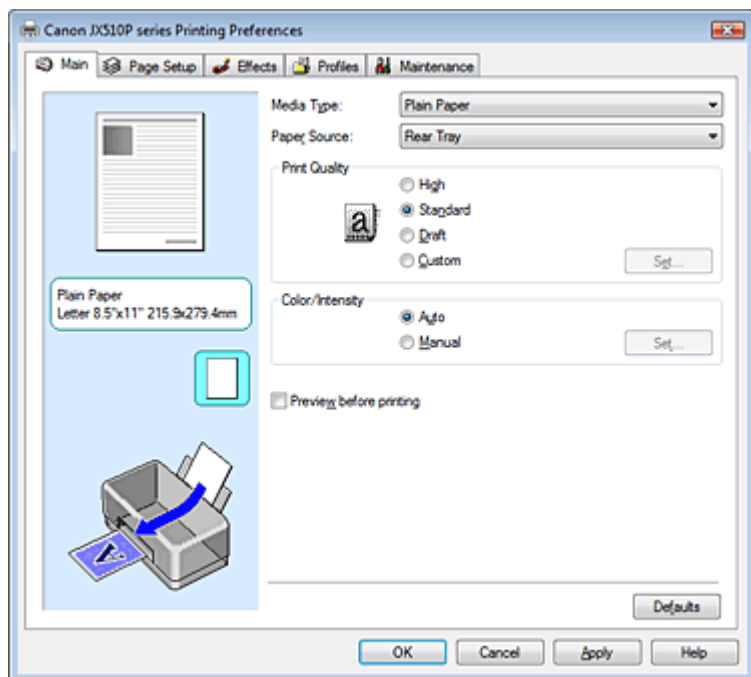 Canon JX510P series Printing Preferences
Main Page Setup Effects Profiles Maintenance
Media Type: Plain Paper
Paper Source: Rear Tray
Print Quality
High
a Standard
Draft
Custom Set...
Plain Paper
Letter 8.5"x11" 215.9x279.4mm
Color/Intensity
Auto
Manual Set...
Preview before printing
A
Defaults
OK Cancel Apply Help